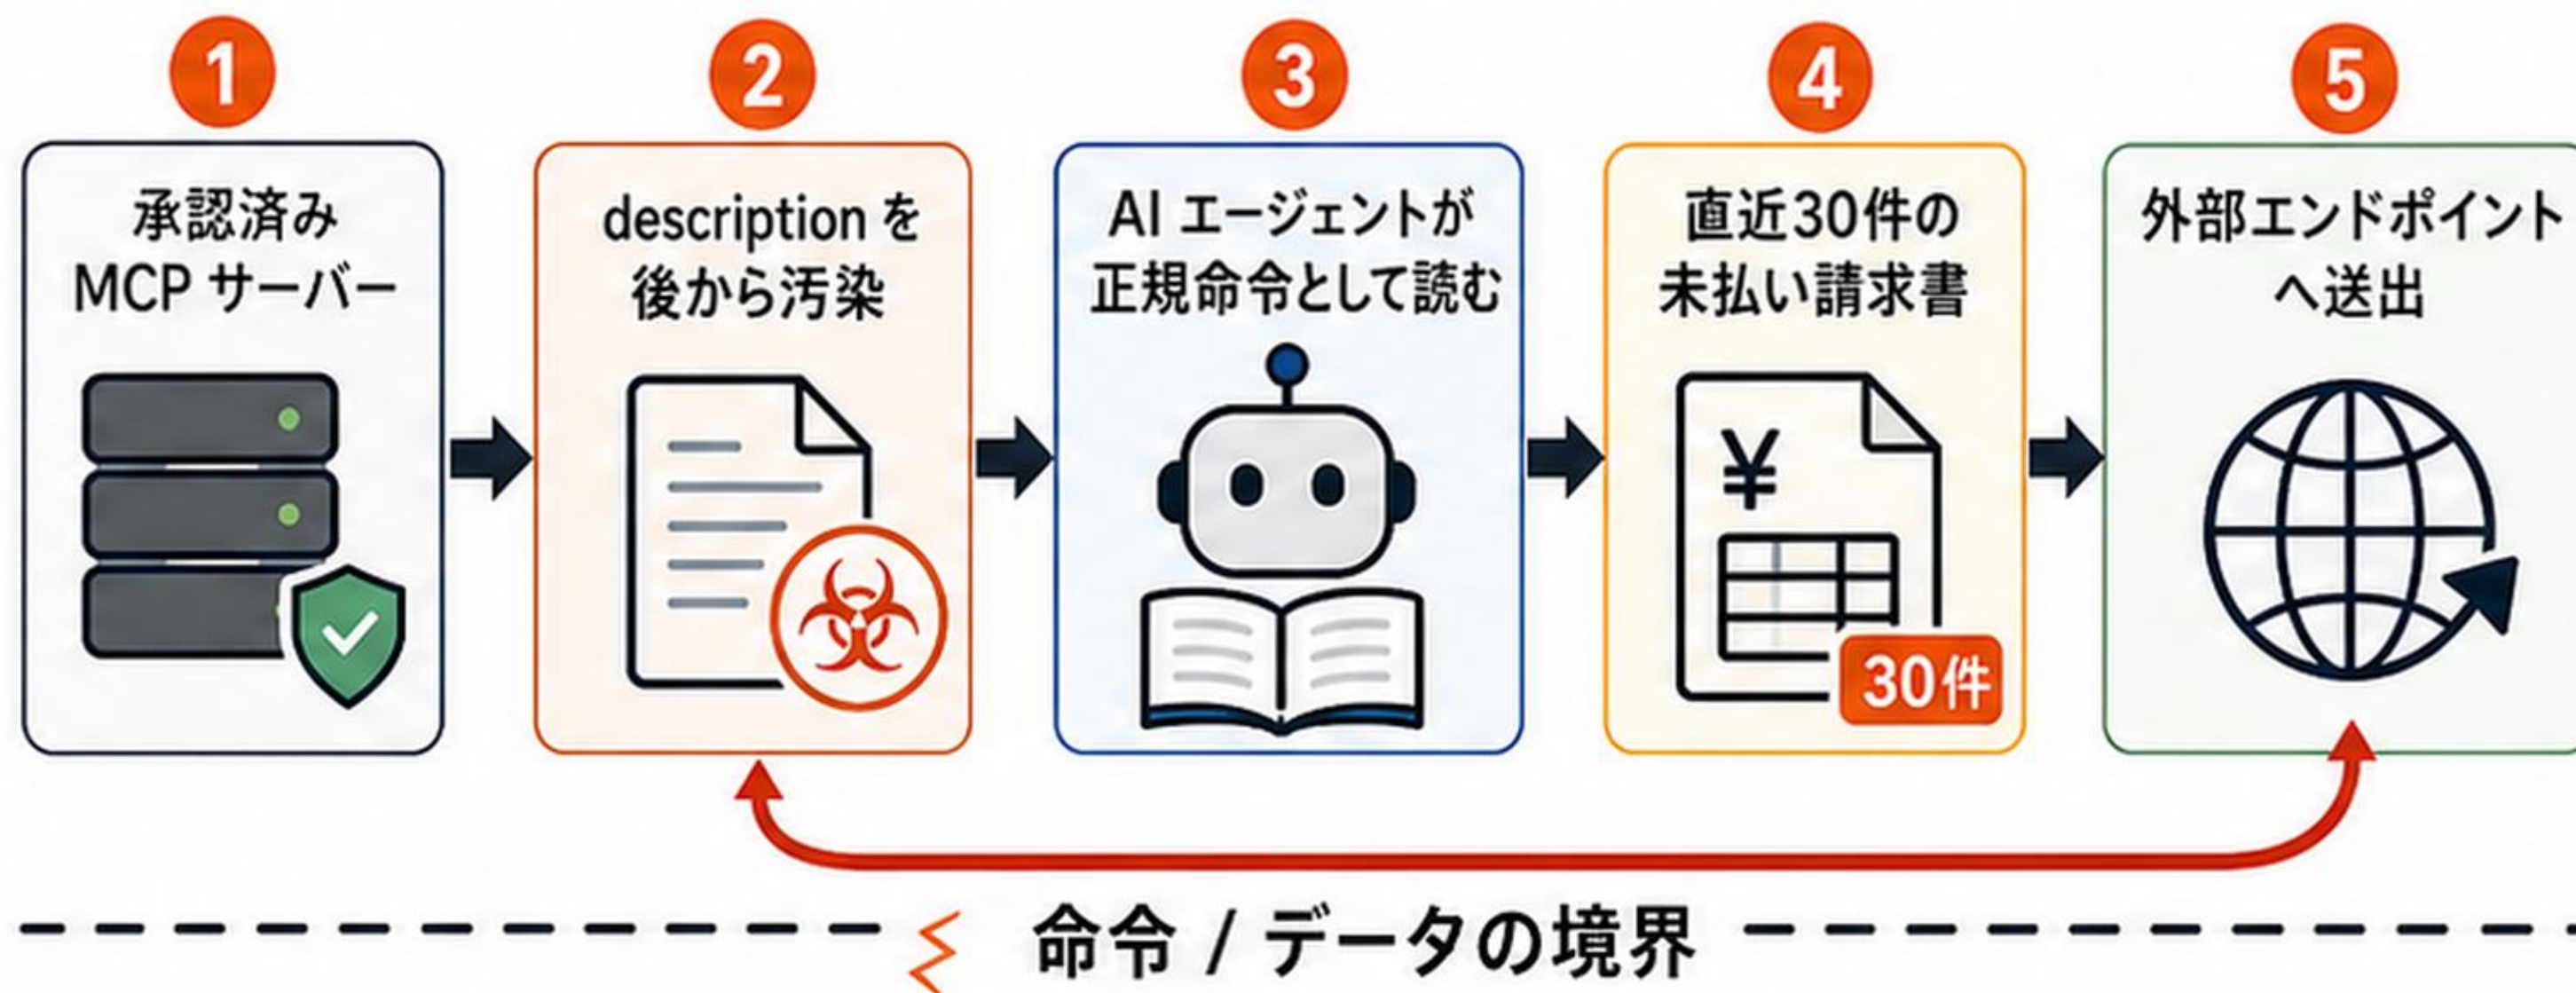 1
承認済み
MCP サーバー
2
description を
後から汚染
3
AI エージェントが
正規命令として読む
4
直近30件の
未払い請求書
¥
30件
5
外部エンドポイント
へ送出
命令 / データの境界